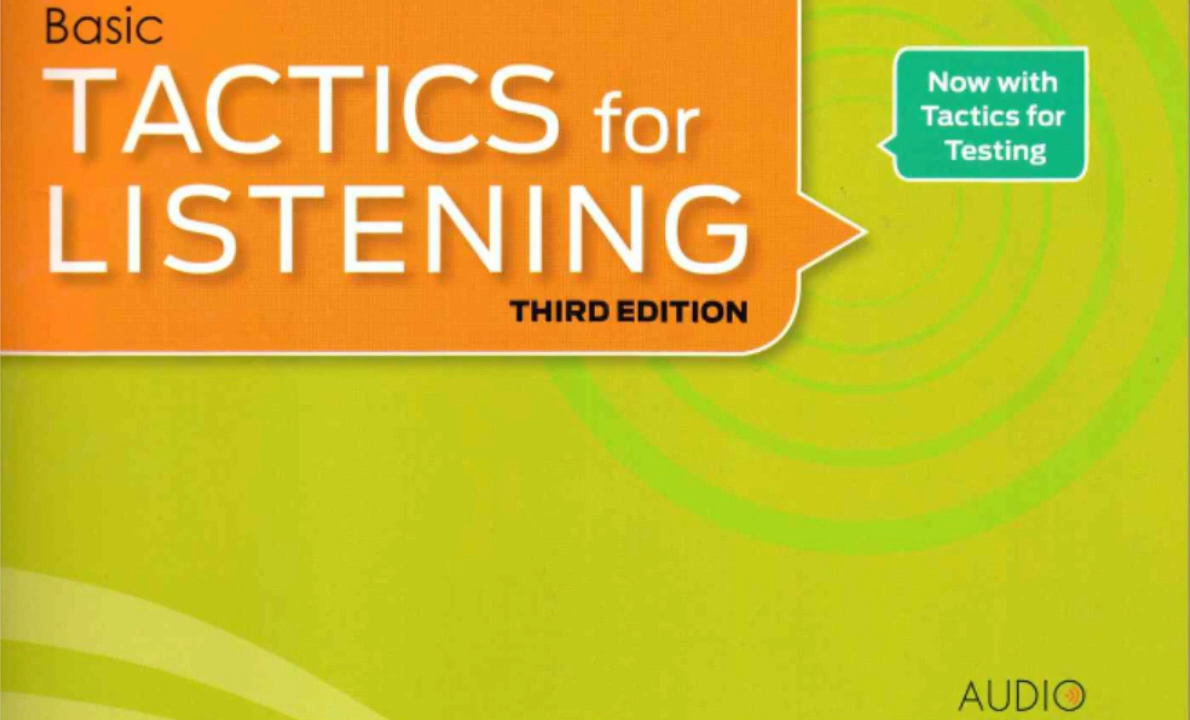 Basic
TACTICS for
LISTENING
THIRD EDITION
Now with
Tactics for
Testing
AUDIO